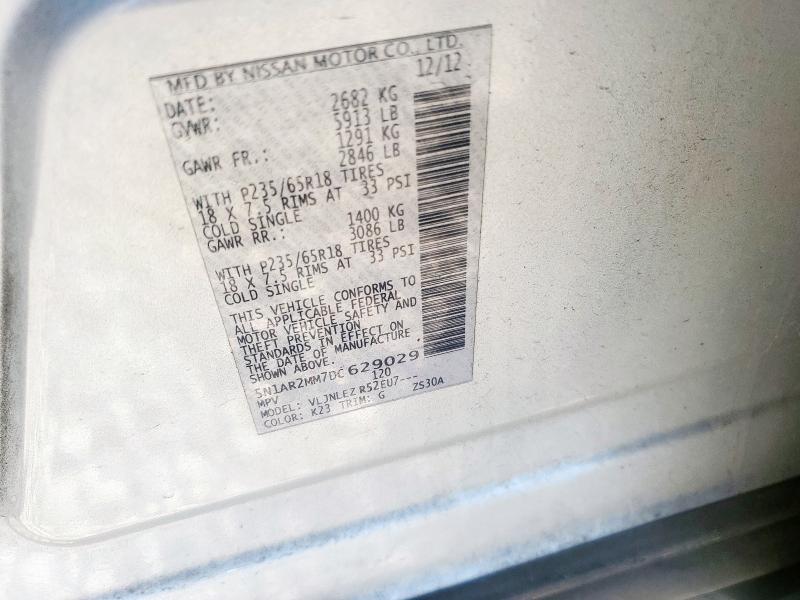 MFD BY NISSAN MOTOR CO., LTD.
DATE: 12/12
GVWR: 2682 KG
5913 LB
GAWR FR.: 1291 KG
2846 LB
WITH P235/65R18 TIRES
18 X 7.5 RIMS AT 33 PSI
COLD SINGLE
GAWR RR.: 1400 KG
3086 LB
WITH P235/65R18 TIRES
18 X 7.5 RIMS AT 33 PSI
COLD SINGLE
THIS VEHICLE CONFORMS TO
ALL APPLICABLE FEDERAL
MOTOR VEHICLE SAFETY AND
THEFT PREVENTION
STANDARDS IN EFFECT ON
THE DATE OF MANUFACTURE
SHOWN ABOVE.
5N1AR2MM7DC629029
MPV 120
MODEL: VLJNLEZ R52EU7---
COLOR: K23 TRIM: G ZS30A